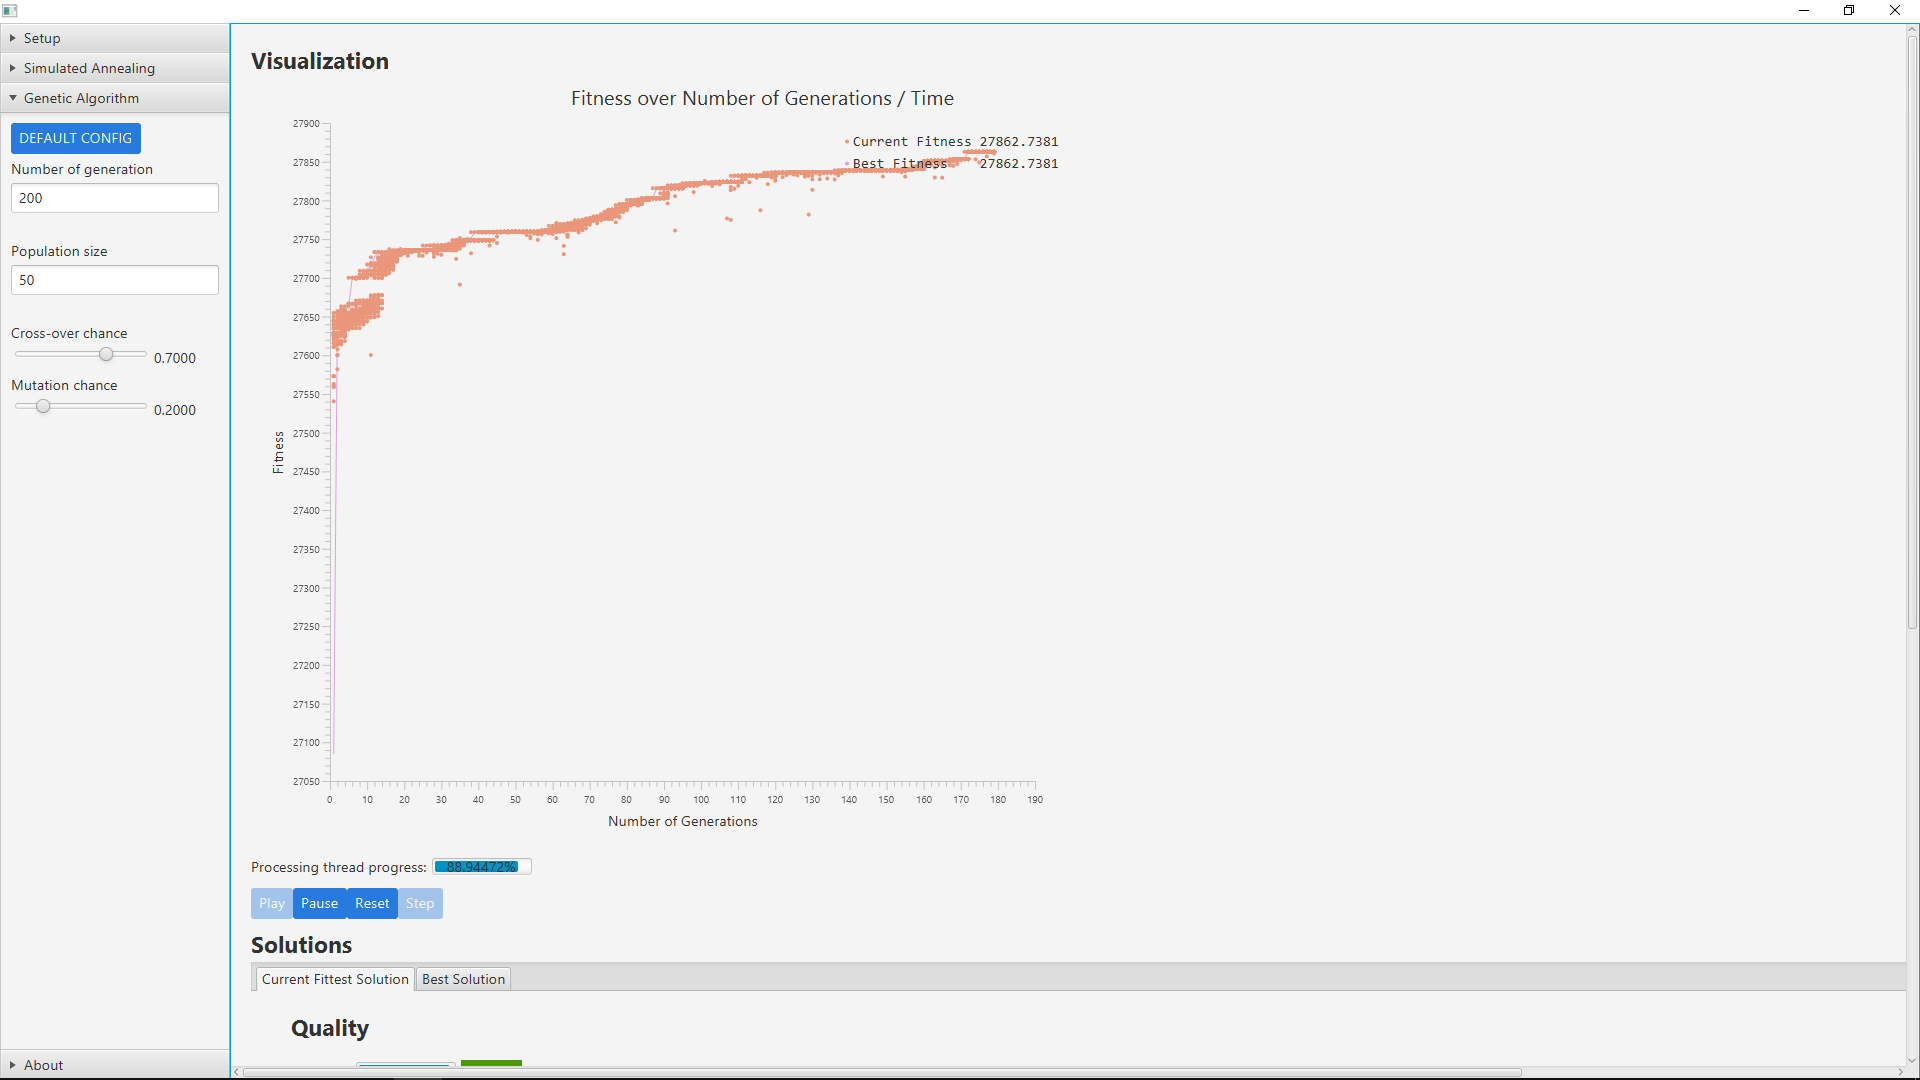 Setup
Simulated Annealing
Genetic Algorithm
DEFAULT CONFIG
Number of generation
200
Population size
50
Cross-over chance
0.7000
Mutation chance
0.2000
About
Visualization
Fitness over Number of Generations / Time
Current Fitness 27862.7381
Best Fitness 27862.7381
27900
27850
27800
27750
27700
27650
27600
27550
27500
27450
27400
27350
27300
27250
27200
27150
27100
27050
Fitness
0 10 20 30 40 50 60 70 80 90 100 110 120 130 140 150 160 170 180 190
Number of Generations
Processing thread progress: 88.94472%
Play Pause Reset Step
Solutions
Current Fittest Solution Best Solution
Quality